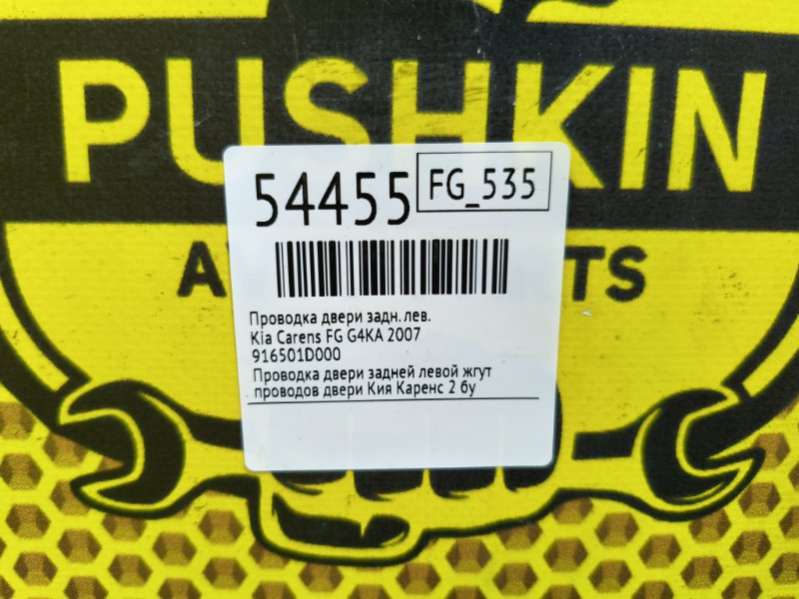 PUSHKIN
54455
FG_535
TS
Проводка двери задн. лев.
Kia Carens FG G4KA 2007
916501D000
Проводка двери задней левой жгут
проводов двери Кия Каренс 2 бу